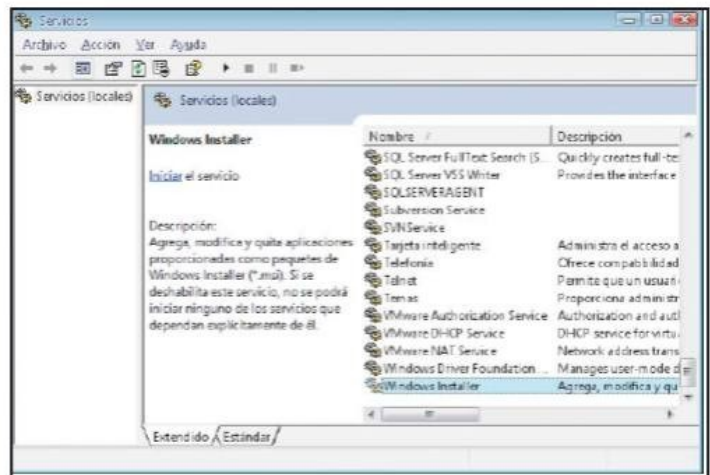 Servicios
Archivo Acción Ver Ayuda
Servicios (locales)
Servicios (locales)
Windows Installer
Iniciar el servicio
Descripción:
Agrega, modifica y quita aplicaciones
proporcionadas como paquetes de
Windows Installer (*.msi). Si se
deshabilita este servicio, no se podrá
iniciar ninguno de los servicios que
dependan explícitamente de él.
Nombre Descripción
SQL Server FullText Search (S... Quickly creates full-te
SQL Server VSS Writer Provides the interface
SQLSERVERAGENT
Subversion Service
SVNService
Tarjeta inteligente Administra el acceso a
Telefonía Ofrece compatibilidad
Telnet Permite que un usuari
Temas Proporciona administr
VMware Authorization Service Authorization and aut
VMware DHCP Service DHCP service for virtu
VMware NAT Service Network address trans
Windows Driver Foundation ... Manages user-mode d
Windows Installer Agrega, modifica y qu
Extendido Estándar